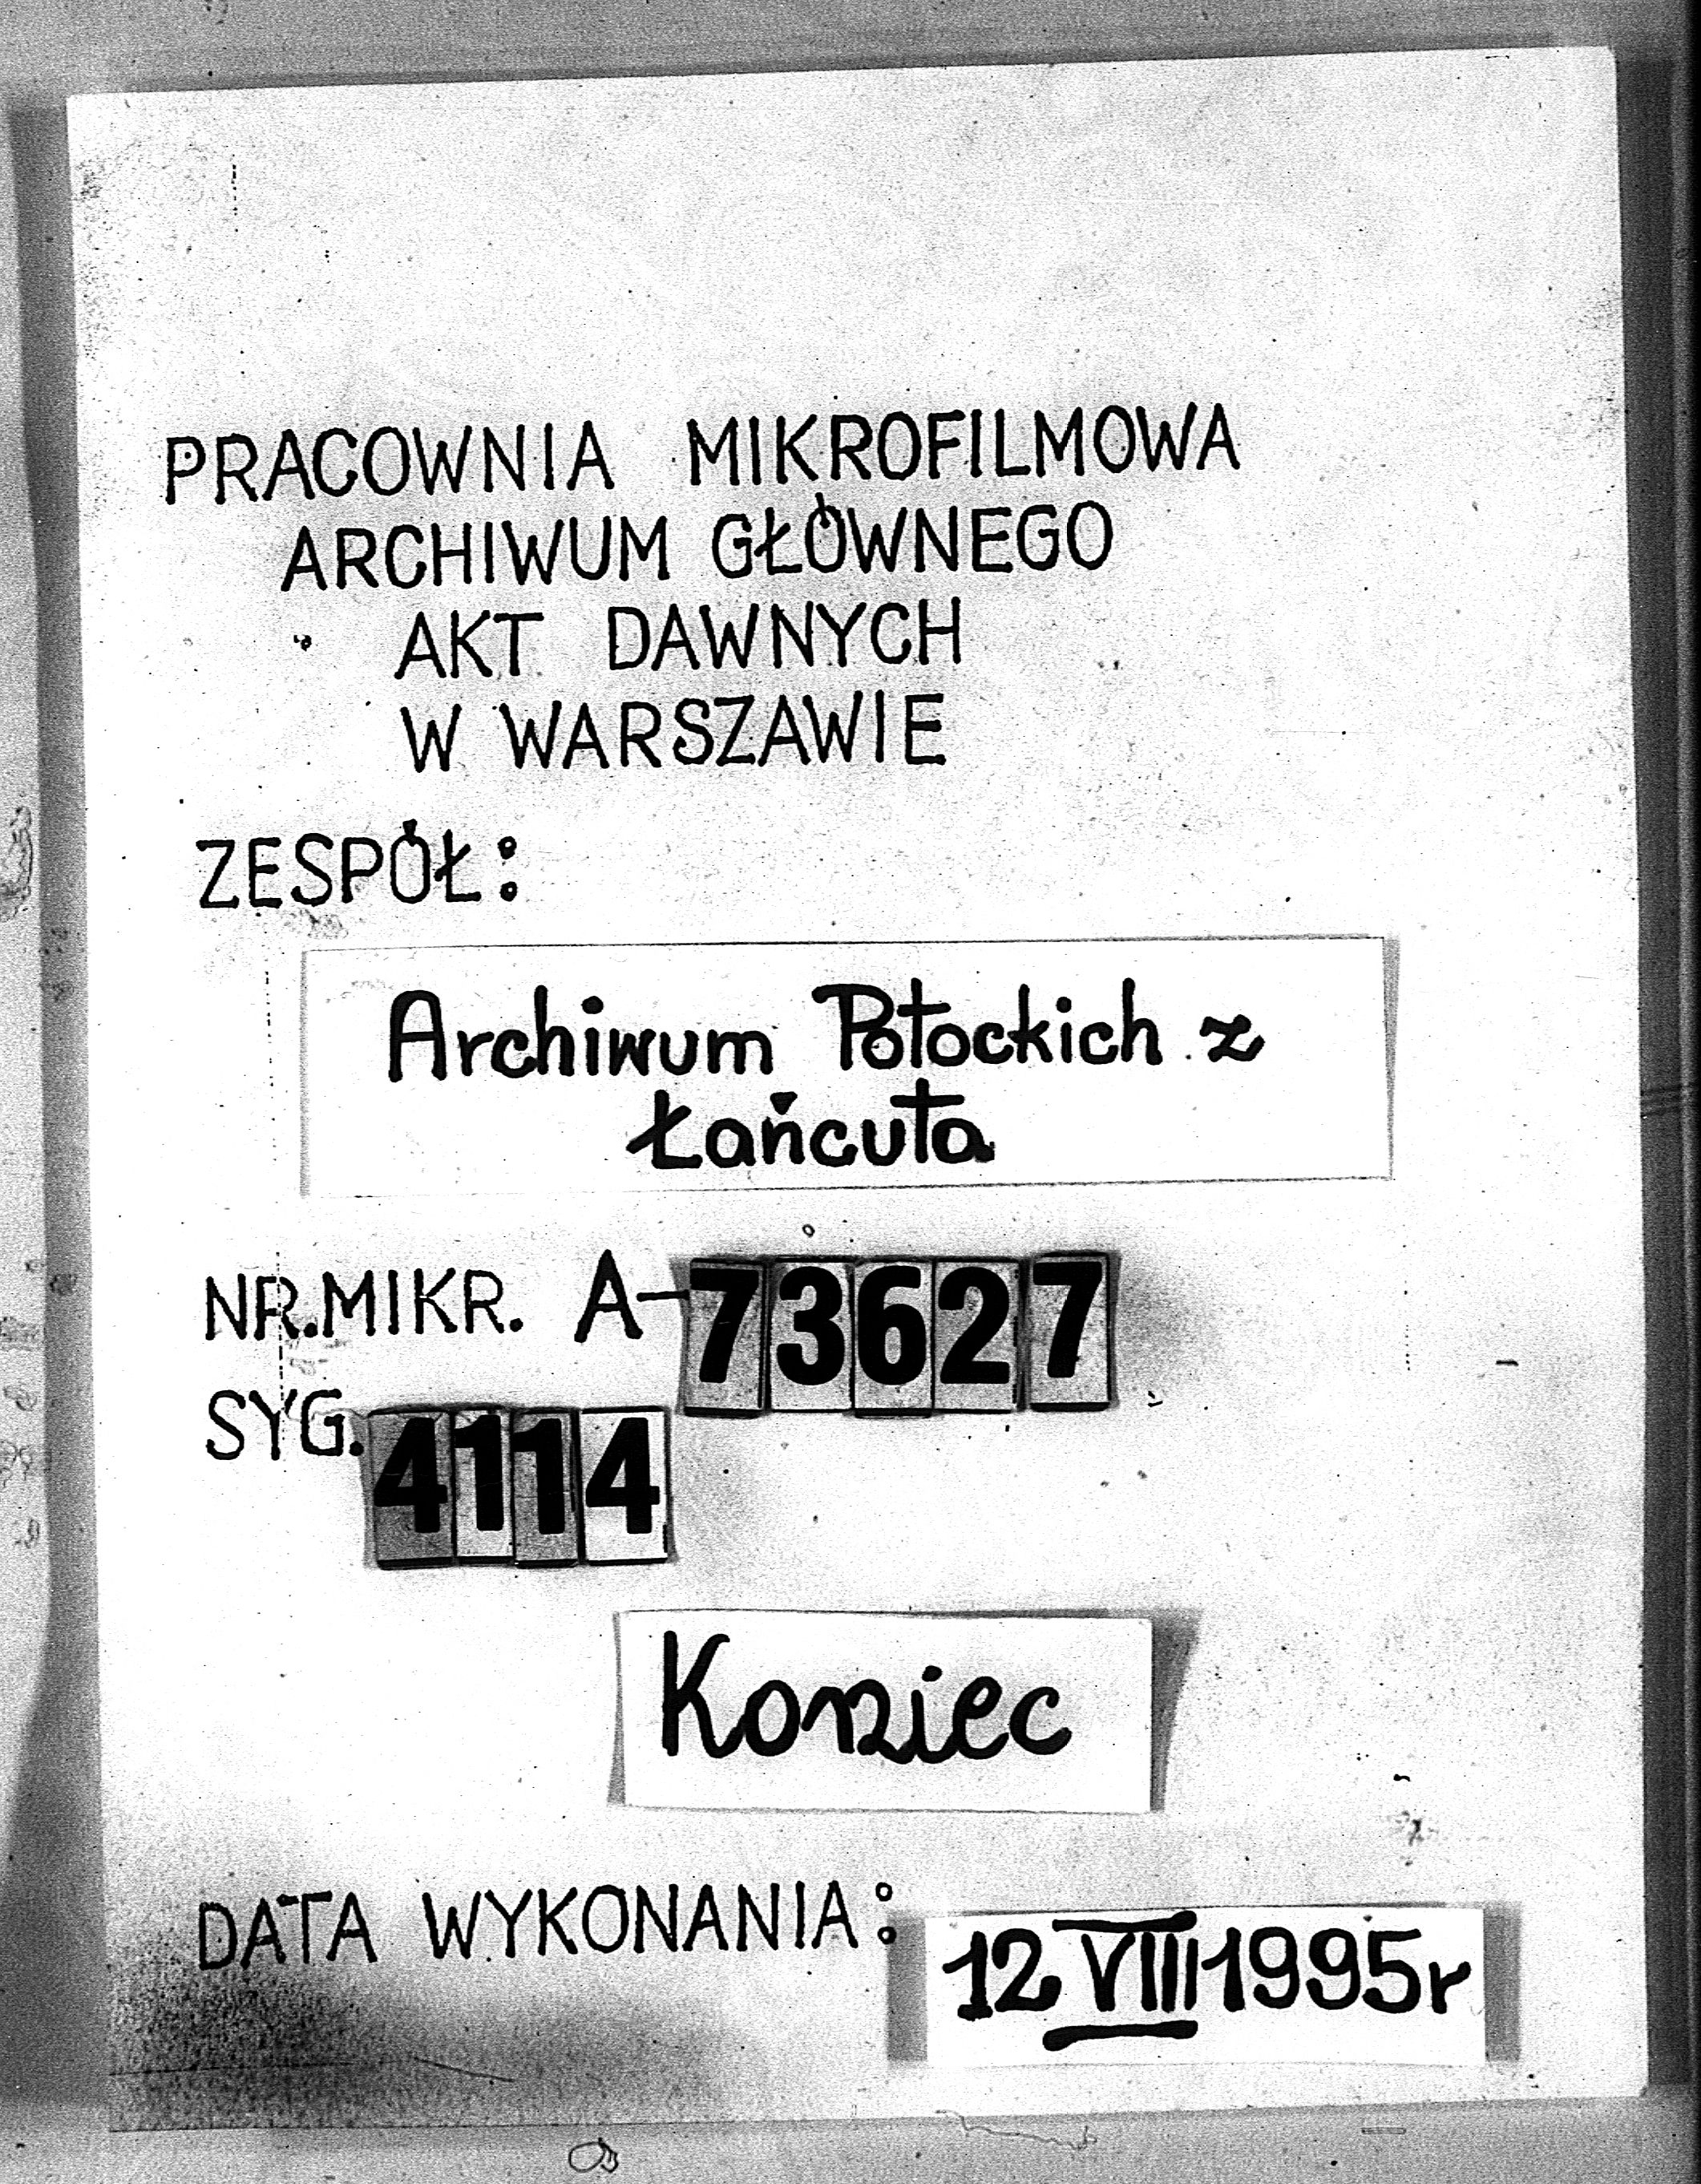 PRACOWNIA MIKROFILMOWA
ARCHIWUM GŁÓWNEGO
AKT DAWNYCH
W WARSZAWIE
ZESPÓŁ:
Archiwum Potockich z
Łańcuta
NR.MIKR. A-73627
SYG. 4114
Koniec
DATA WYKONANIA: 12 VIII 1995r